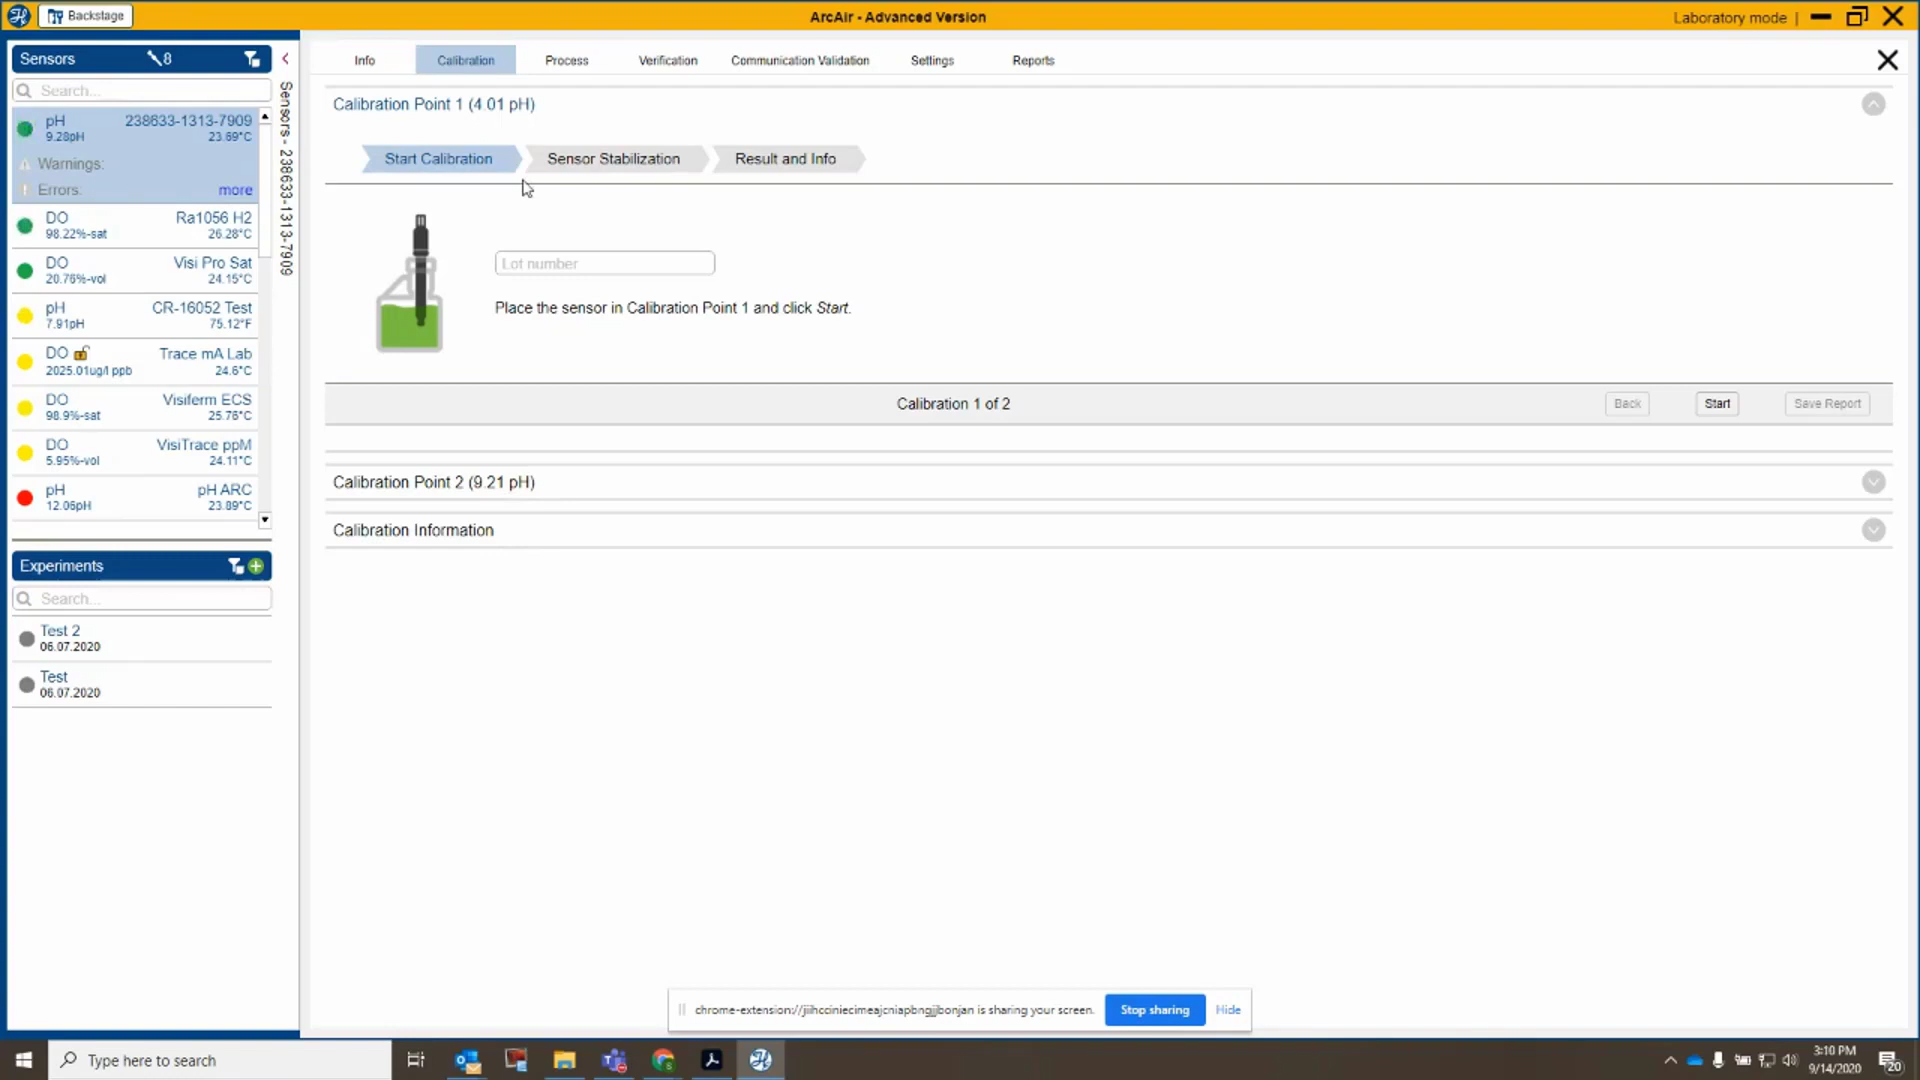 Backstage
ArcAir - Advanced Version
Laboratory mode |
Sensors 8
Search...
pH 238633-1313-7909
9.28pH 23.69°C
Warnings:
Errors: more
DO Ra1056 H2
98.22%-sat 26.28°C
DO Visi Pro Sat
20.76%-vol 24.15°C
pH CR-16052 Test
7.91pH 75.12°F
DO Trace mA Lab
2025.01ug/l ppb 24.6°C
DO Visiferm ECS
98.9%-sat 25.76°C
DO VisiTrace ppM
5.95%-vol 24.11°C
pH pH ARC
12.06pH 23.89°C
Sensors - 238633-1313-7909
Experiments
Search...
Test 2
06.07.2020
Test
06.07.2020
Info Calibration Process Verification Communication Validation Settings Reports
Calibration Point 1 (4 01 pH)
Start Calibration Sensor Stabilization Result and Info
Lot number
Place the sensor in Calibration Point 1 and click Start.
Calibration 1 of 2 Back Start Save Report
Calibration Point 2 (9.21 pH)
Calibration Information
chrome-extension://jiihcciniecimeajcniapbngjjbonjan is sharing your screen. Stop sharing Hide
Type here to search
3:10 PM
9/14/2020
20